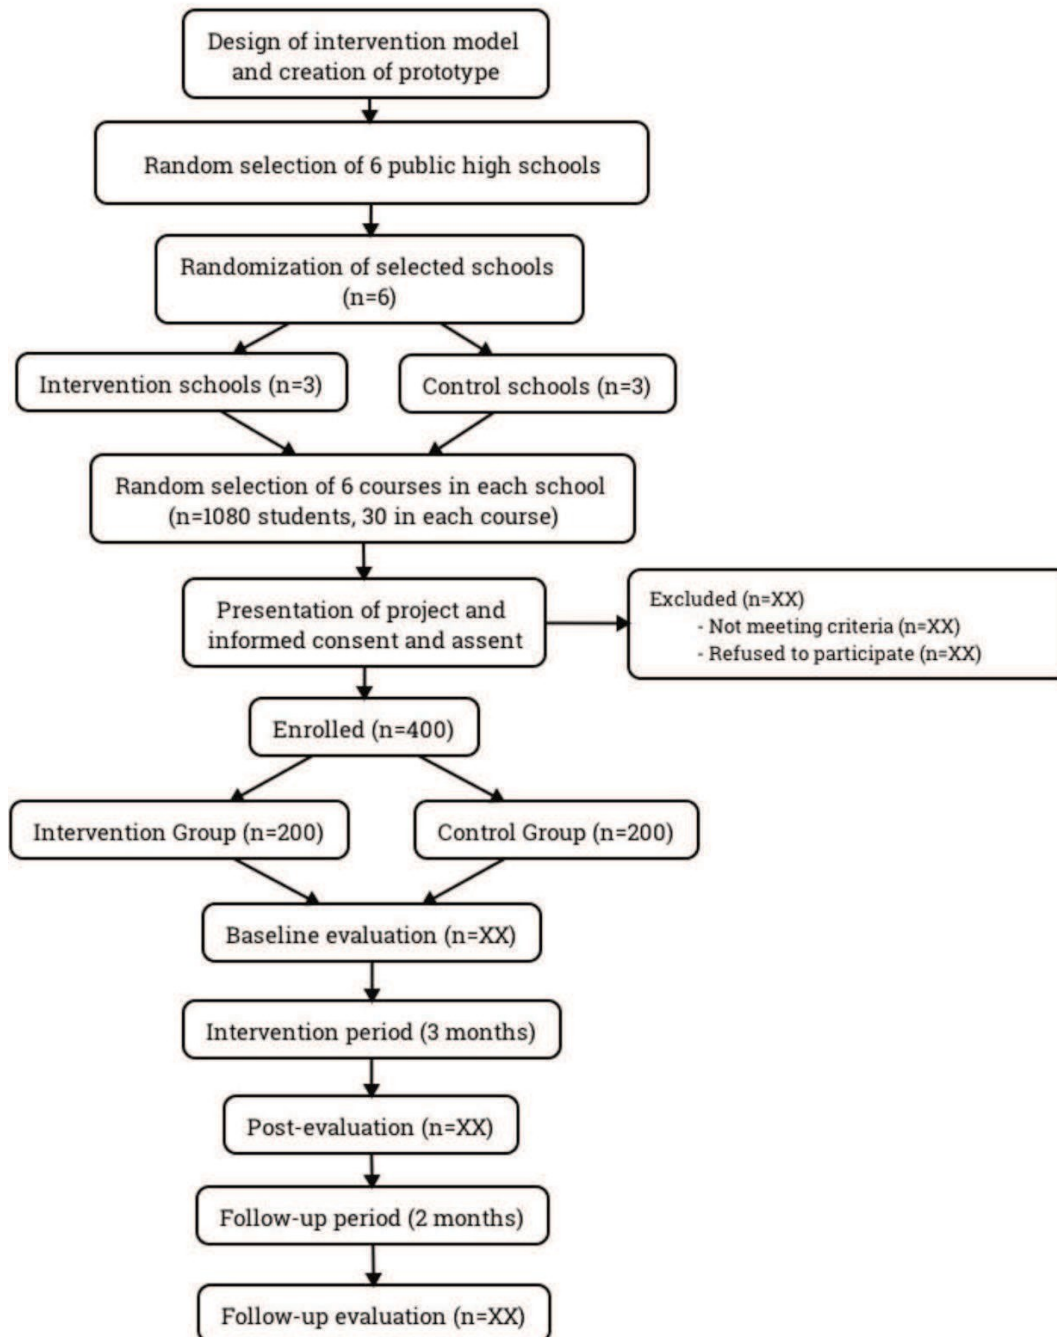 Design of intervention model
and creation of prototype
Random selection of 6 public high schools
Randomization of selected schools
(n=6)
Intervention schools (n=3)
Control schools (n=3)
Random selection of 6 courses in each school
(n=1080 students, 30 in each course)
Presentation of project and
informed consent and assent
Excluded (n=XX)
- Not meeting criteria (n=XX)
- Refused to participate (n=XX)
Enrolled (n=400)
Intervention Group (n=200)
Control Group (n=200)
Baseline evaluation (n=XX)
Intervention period (3 months)
Post-evaluation (n=XX)
Follow-up period (2 months)
Follow-up evaluation (n=XX)